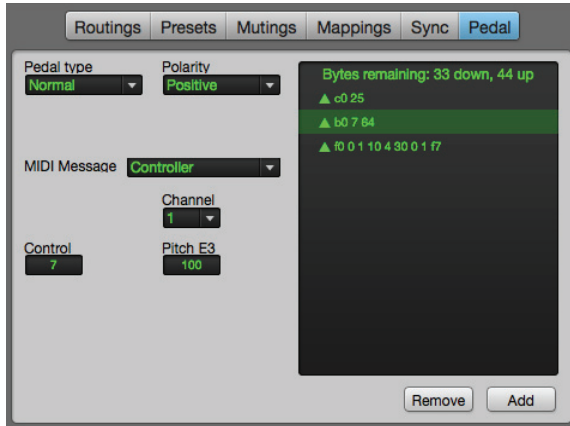 Routings Presets Mutings Mappings Sync Pedal
Pedal type Polarity
Normal Positive
MIDI Message Controller
Channel
1
Control Pitch E3
7 100
Bytes remaining: 33 down, 44 up
▲ c0 25
▲ b0 7 64
▲ f0 0 1 10 4 30 0 1 f7
Remove Add